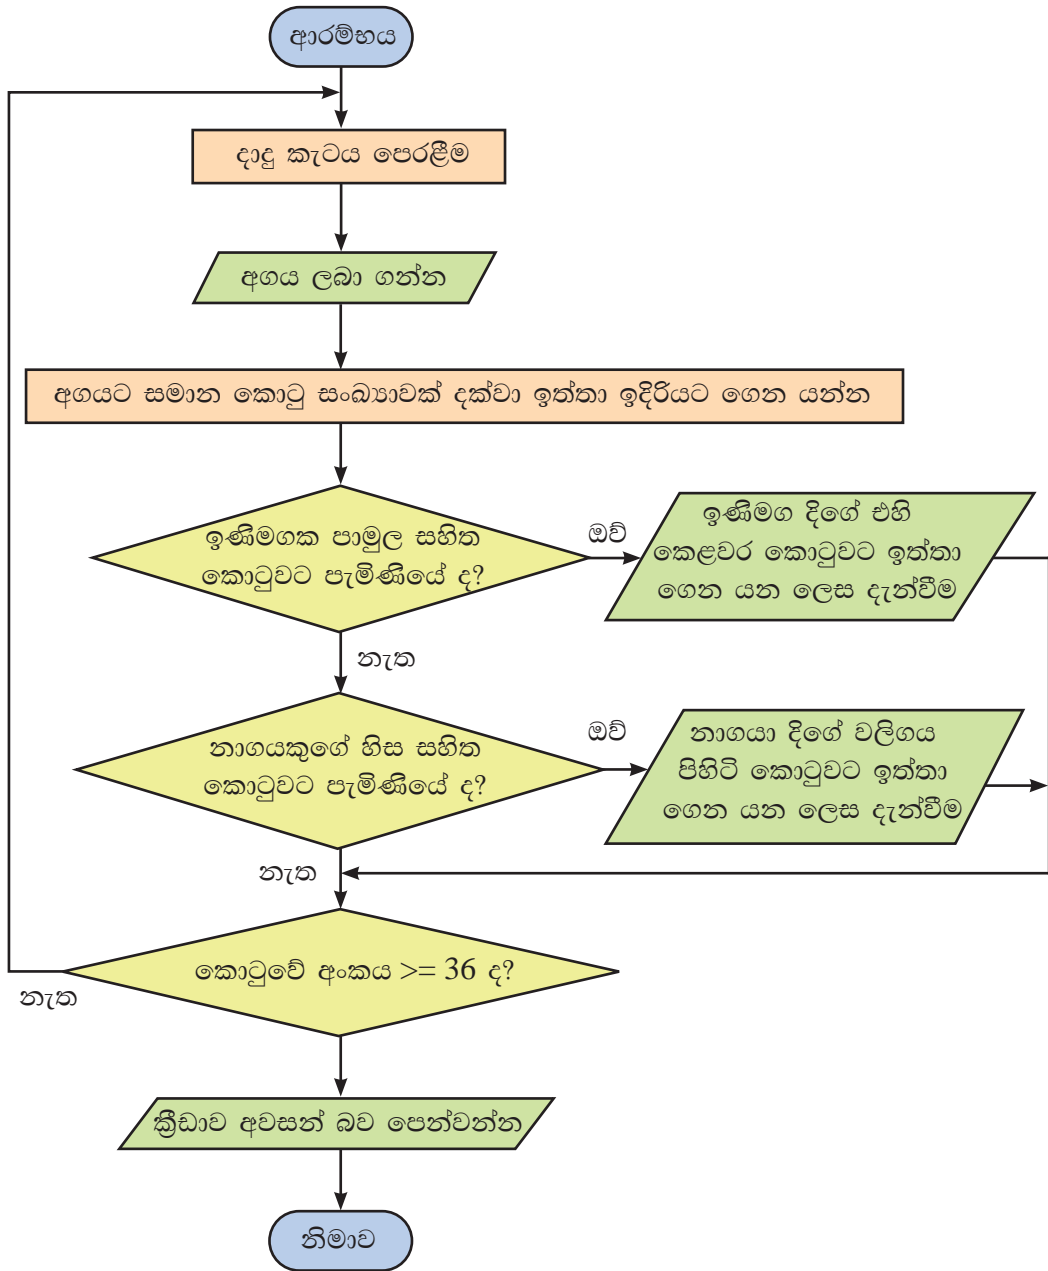 ආරම්භය
දාදු කැටය පෙරළීම
අගය ලබා ගන්න
අගයට සමාන කොටු සංඛ්‍යාවක් දක්වා ඉත්තා ඉදිරියට ගෙන යන්න
ඉණිමගක පාමුල සහිත
කොටුවට පැමිණියේ ද?
ඔව්
ඉණිමග දිගේ එහි
කෙළවර කොටුවට ඉත්තා
ගෙන යන ලෙස දැන්වීම
නැත
නාගයකුගේ හිස සහිත
කොටුවට පැමිණියේ ද?
ඔව්
නාගයා දිගේ වලිගය
පිහිටි කොටුවට ඉත්තා
ගෙන යන ලෙස දැන්වීම
නැත
කොටුවේ අංකය >= 36 ද?
නැත
ක්‍රීඩාව අවසන් බව පෙන්වන්න
නිමාව